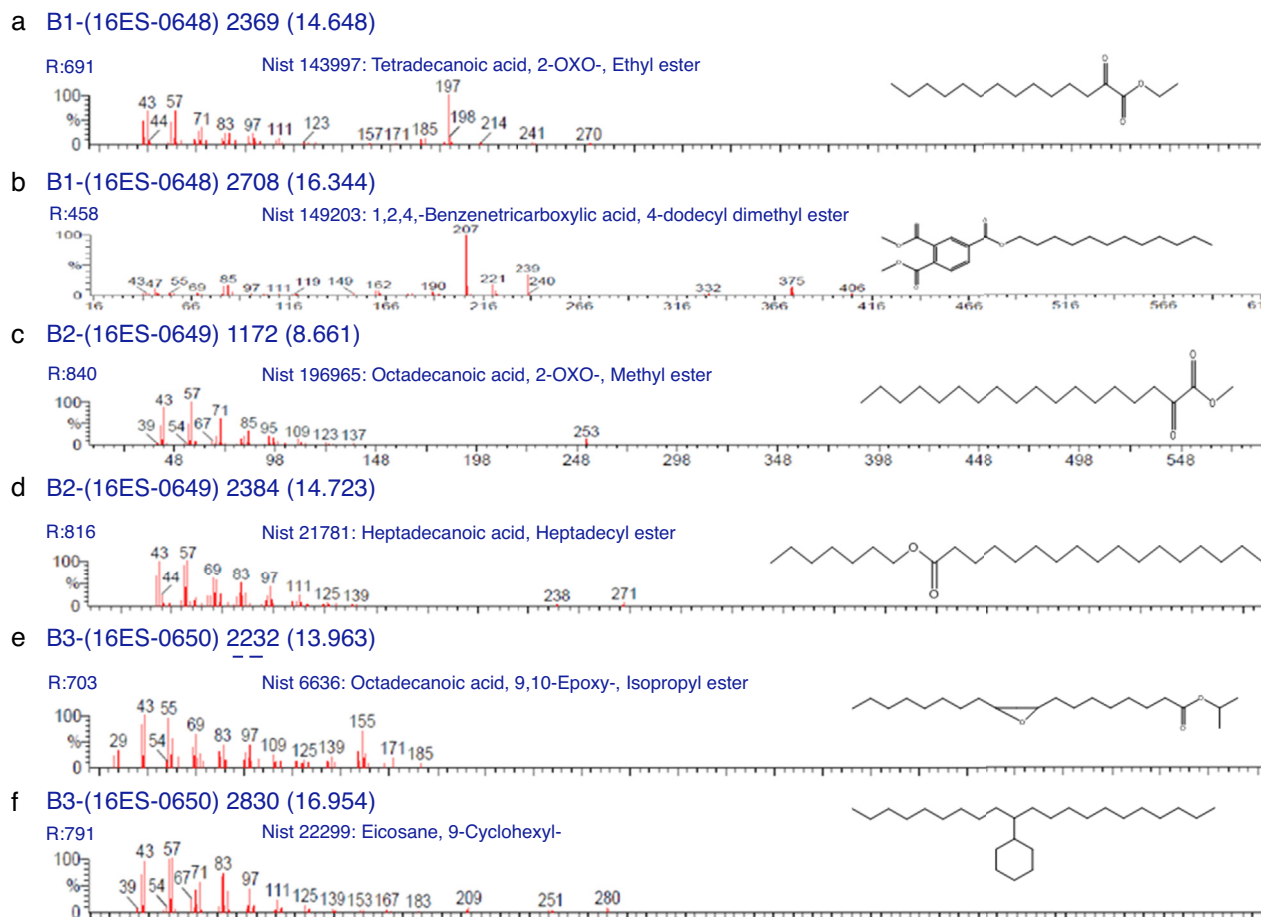 a B1-(16ES-0648) 2369 (14.648)
R:691 Nist 143997: Tetradecanoic acid, 2-OXO-, Ethyl ester
O O O
100 % 0
43 44 57 71 83 97 111 123 157 171 185 197 198 214 241 270
b B1-(16ES-0648) 2708 (16.344)
R:458 Nist 149203: 1,2,4,-Benzenetricarboxylic acid, 4-dodecyl dimethyl ester
100 % 0
43 47 55 69 85 97 111 119 149 162 190 207 221 239 240 332 375 406
16 66 116 166 216 266 316 366 416 466 516 566 61
c B2-(16ES-0649) 1172 (8.661)
R:840 Nist 196965: Octadecanoic acid, 2-OXO-, Methyl ester
O O O
100 % 0
39 43 54 57 67 71 85 95 109 123 137 253
48 98 148 198 248 298 348 398 448 498 548
d B2-(16ES-0649) 2384 (14.723)
R:816 Nist 21781: Heptadecanoic acid, Heptadecyl ester
O O
100 % 0
43 44 57 69 83 97 111 125 139 238 271
e B3-(16ES-0650) 2232 (13.963)
R:703 Nist 6636: Octadecanoic acid, 9,10-Epoxy-, Isopropyl ester
O O O
100 % 0
29 43 54 55 69 83 97 109 125 139 155 171 185
f B3-(16ES-0650) 2830 (16.954)
R:791 Nist 22299: Eicosane, 9-Cyclohexyl-
100 % 0
39 43 54 57 67 71 83 97 111 125 139 153 167 183 209 251 280